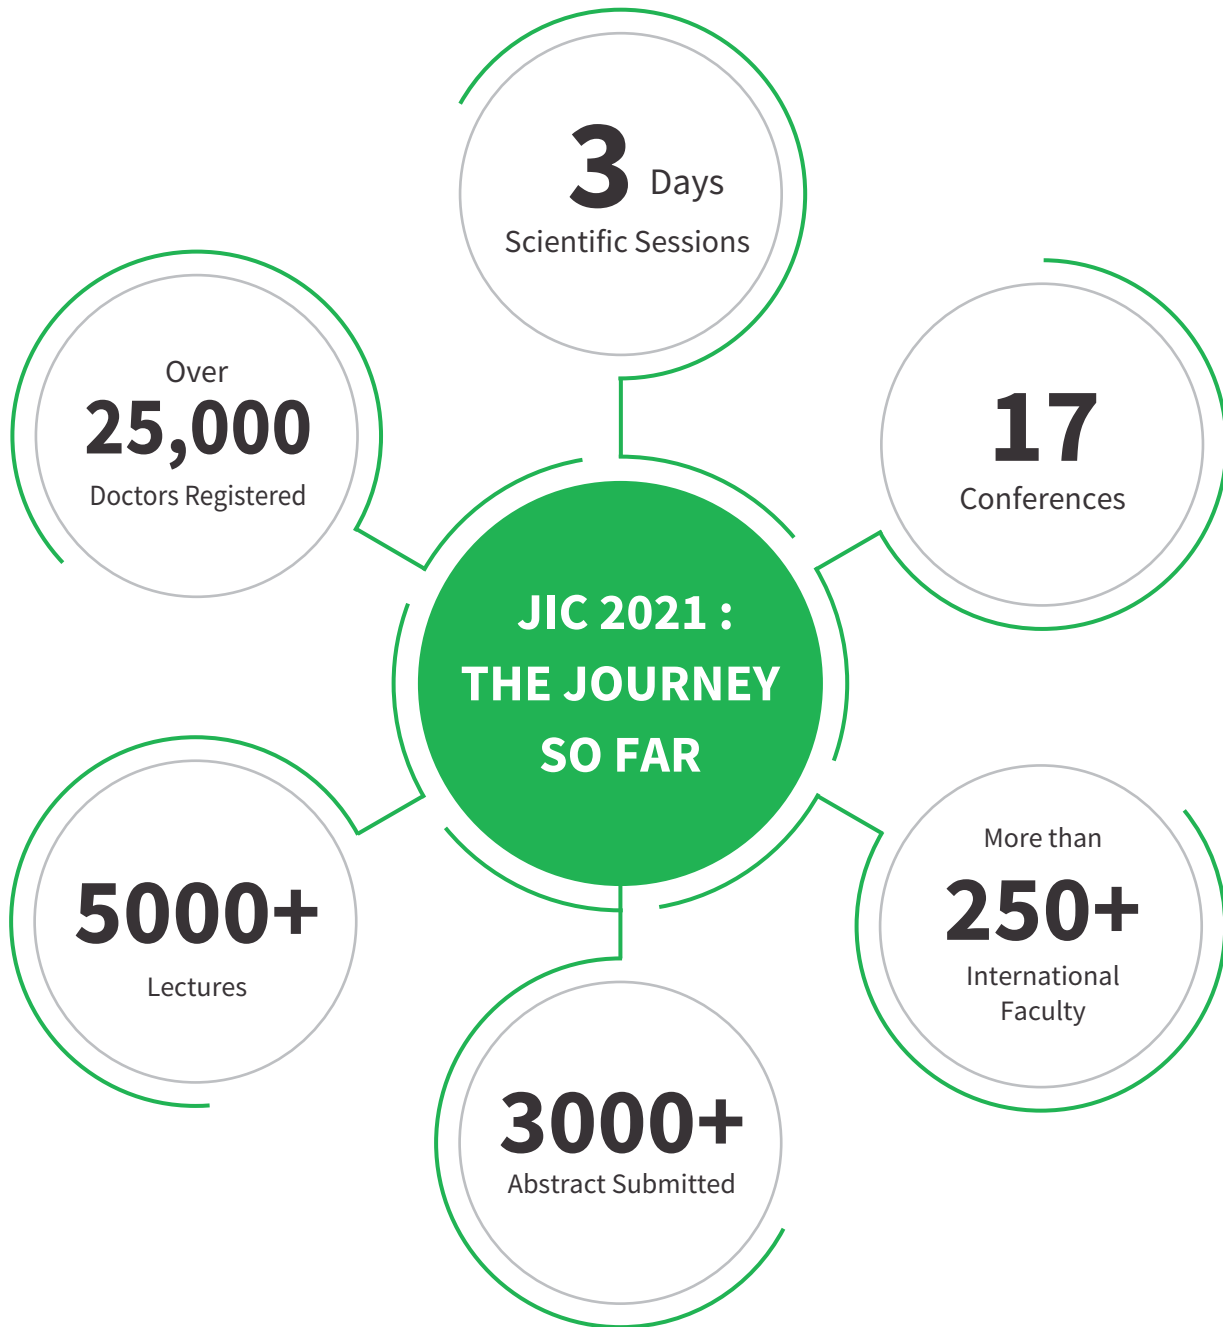 3 Days
Scientific Sessions
17
Conferences
More than
250+
International
Faculty
3000+
Abstract Submitted
5000+
Lectures
Over
25,000
Doctors Registered
JIC 2021 :
THE JOURNEY
SO FAR